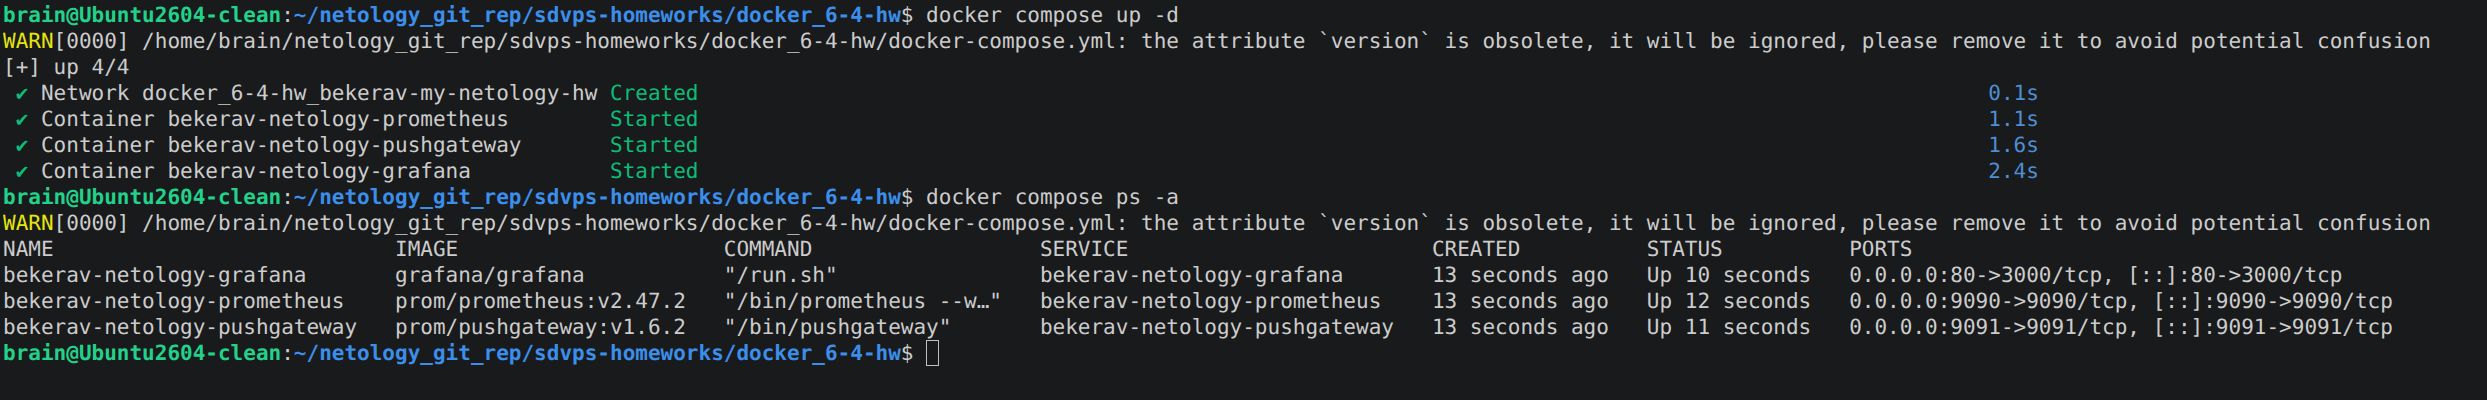 brain@Ubuntu2604-clean:~/netology_git_rep/sdvps-homeworks/docker_6-4-hw$ docker compose up -d
WARN[0000] /home/brain/netology_git_rep/sdvps-homeworks/docker_6-4-hw/docker-compose.yml: the attribute `version` is obsolete, it will be ignored, please remove it to avoid potential confusion
[+] up 4/4
✔ Network docker_6-4-hw_bekerav-my-netology-hw Created 0.1s
✔ Container bekerav-netology-prometheus Started 1.1s
✔ Container bekerav-netology-pushgateway Started 1.6s
✔ Container bekerav-netology-grafana Started 2.4s
brain@Ubuntu2604-clean:~/netology_git_rep/sdvps-homeworks/docker_6-4-hw$ docker compose ps -a
WARN[0000] /home/brain/netology_git_rep/sdvps-homeworks/docker_6-4-hw/docker-compose.yml: the attribute `version` is obsolete, it will be ignored, please remove it to avoid potential confusion
NAME IMAGE COMMAND SERVICE CREATED STATUS PORTS
bekerav-netology-grafana grafana/grafana "/run.sh" bekerav-netology-grafana 13 seconds ago Up 10 seconds 0.0.0.0:80->3000/tcp, [::]:80->3000/tcp
bekerav-netology-prometheus prom/prometheus:v2.47.2 "/bin/prometheus --w…" bekerav-netology-prometheus 13 seconds ago Up 12 seconds 0.0.0.0:9090->9090/tcp, [::]:9090->9090/tcp
bekerav-netology-pushgateway prom/pushgateway:v1.6.2 "/bin/pushgateway" bekerav-netology-pushgateway 13 seconds ago Up 11 seconds 0.0.0.0:9091->9091/tcp, [::]:9091->9091/tcp
brain@Ubuntu2604-clean:~/netology_git_rep/sdvps-homeworks/docker_6-4-hw$